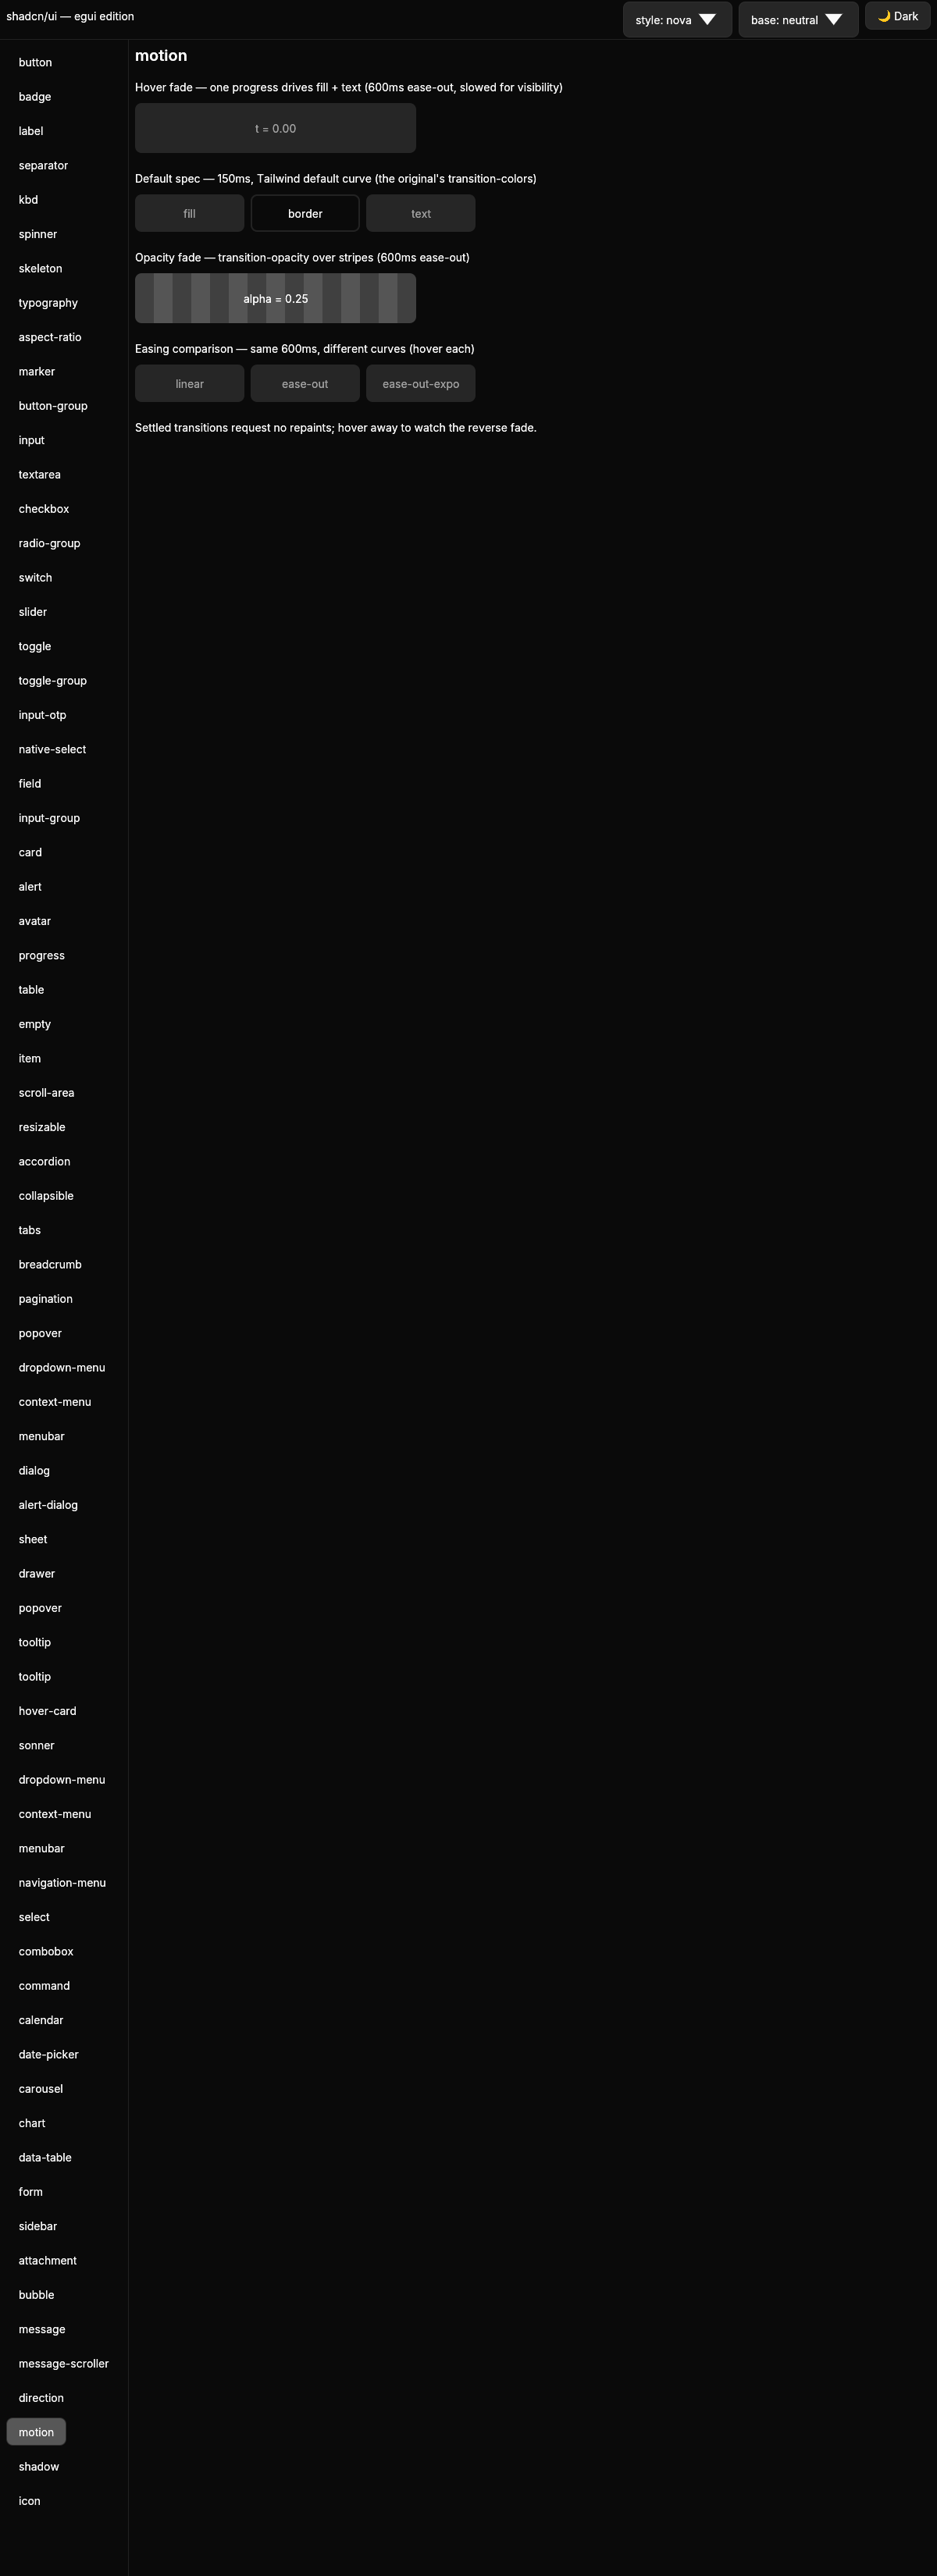 shadcn/ui — egui edition
style: nova
base: neutral
🌙 Dark
button
badge
label
separator
kbd
spinner
skeleton
typography
aspect-ratio
marker
button-group
input
textarea
checkbox
radio-group
switch
slider
toggle
toggle-group
input-otp
native-select
field
input-group
card
alert
avatar
progress
table
empty
item
scroll-area
resizable
accordion
collapsible
tabs
breadcrumb
pagination
popover
dropdown-menu
context-menu
menubar
dialog
alert-dialog
sheet
drawer
popover
tooltip
tooltip
hover-card
sonner
dropdown-menu
context-menu
menubar
navigation-menu
select
combobox
command
calendar
date-picker
carousel
chart
data-table
form
sidebar
attachment
bubble
message
message-scroller
direction
motion
shadow
icon
motion
Hover fade — one progress drives fill + text (600ms ease-out, slowed for visibility)
t = 0.00
Default spec — 150ms, Tailwind default curve (the original's transition-colors)
fill
border
text
Opacity fade — transition-opacity over stripes (600ms ease-out)
alpha = 0.25
Easing comparison — same 600ms, different curves (hover each)
linear
ease-out
ease-out-expo
Settled transitions request no repaints; hover away to watch the reverse fade.